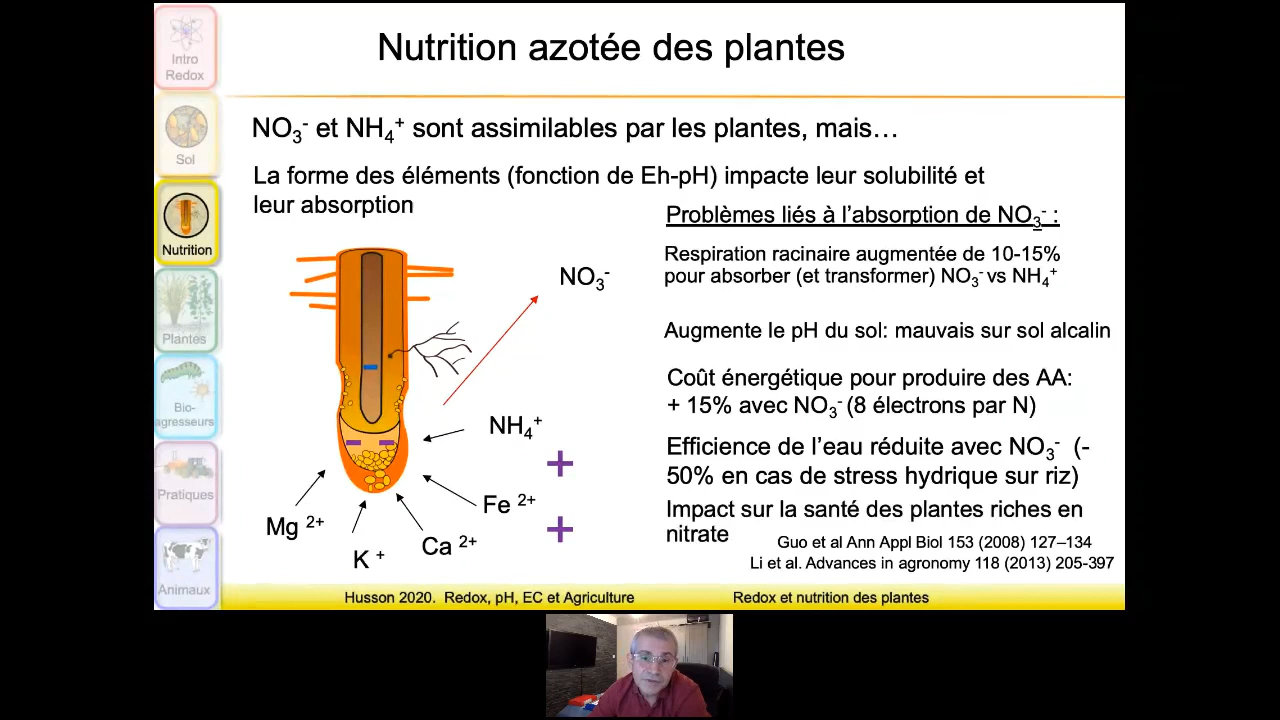 Nutrition azotée des plantes
Intro
Redox
Sol
Nutrition
Plantes
Bio-
agresseurs
Pratiques
Animaux
NO₃⁻ et NH₄⁺ sont assimilables par les plantes, mais…
La forme des éléments (fonction de Eh-pH) impacte leur solubilité et
leur absorption
NO₃⁻
NH₄⁺
Fe ²⁺
Ca ²⁺
K ⁺
Mg ²⁺
+
+
Problèmes liés à l’absorption de NO₃⁻ :
Respiration racinaire augmentée de 10-15%
pour absorber (et transformer) NO₃⁻ vs NH₄⁺
Augmente le pH du sol: mauvais sur sol alcalin
Coût énergétique pour produire des AA:
+ 15% avec NO₃⁻ (8 électrons par N)
Efficience de l’eau réduite avec NO₃⁻ (-
50% en cas de stress hydrique sur riz)
Impact sur la santé des plantes riches en
nitrate
Guo et al Ann Appl Biol 153 (2008) 127–134
Li et al. Advances in agronomy 118 (2013) 205-397
Husson 2020. Redox, pH, EC et Agriculture
Redox et nutrition des plantes